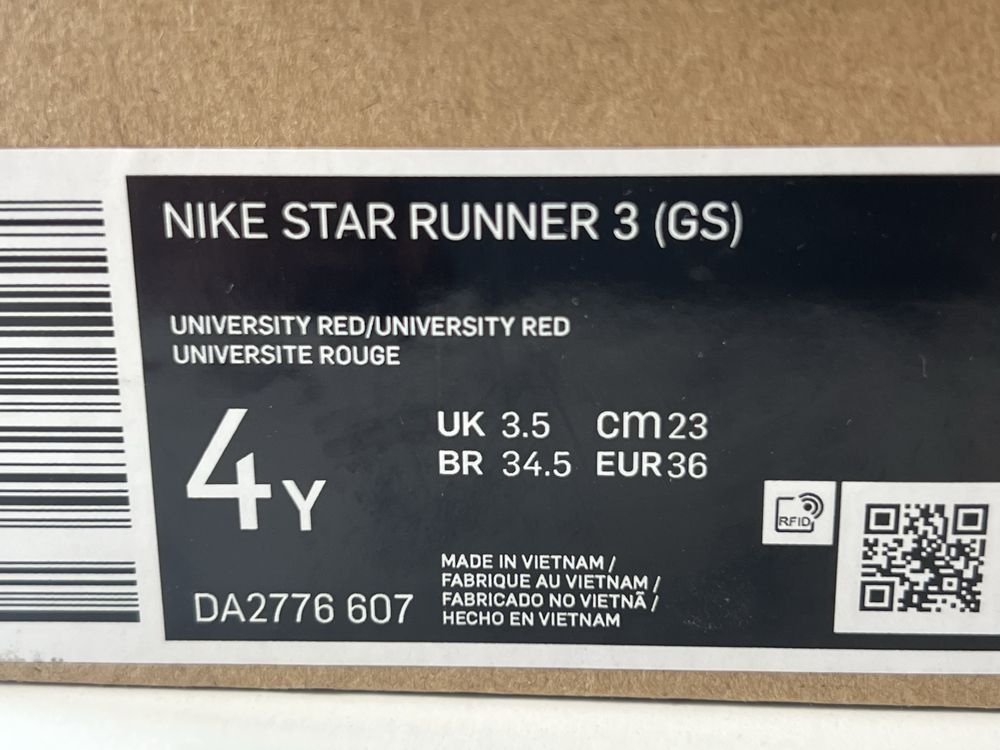 NIKE STAR RUNNER 3 (GS)
UNIVERSITY RED/UNIVERSITY RED
UNIVERSITE ROUGE
4Y
UK 3.5 cm 23
BR 34.5 EUR 36
RFID
DA2776 607
MADE IN VIETNAM /
FABRIQUE AU VIETNAM /
FABRICADO NO VIETNÃ /
HECHO EN VIETNAM